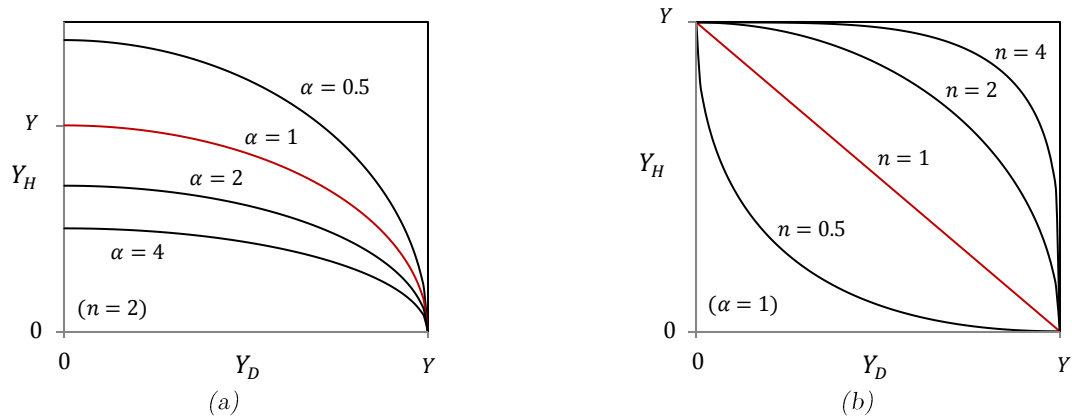 α = 0.5
Y
α = 1
Y_H
α = 2
α = 4
(n = 2)
0
0
Y_D
Y
(a)
Y
n = 4
n = 2
n = 1
Y_H
n = 0.5
(α = 1)
0
0
Y_D
Y
(b)